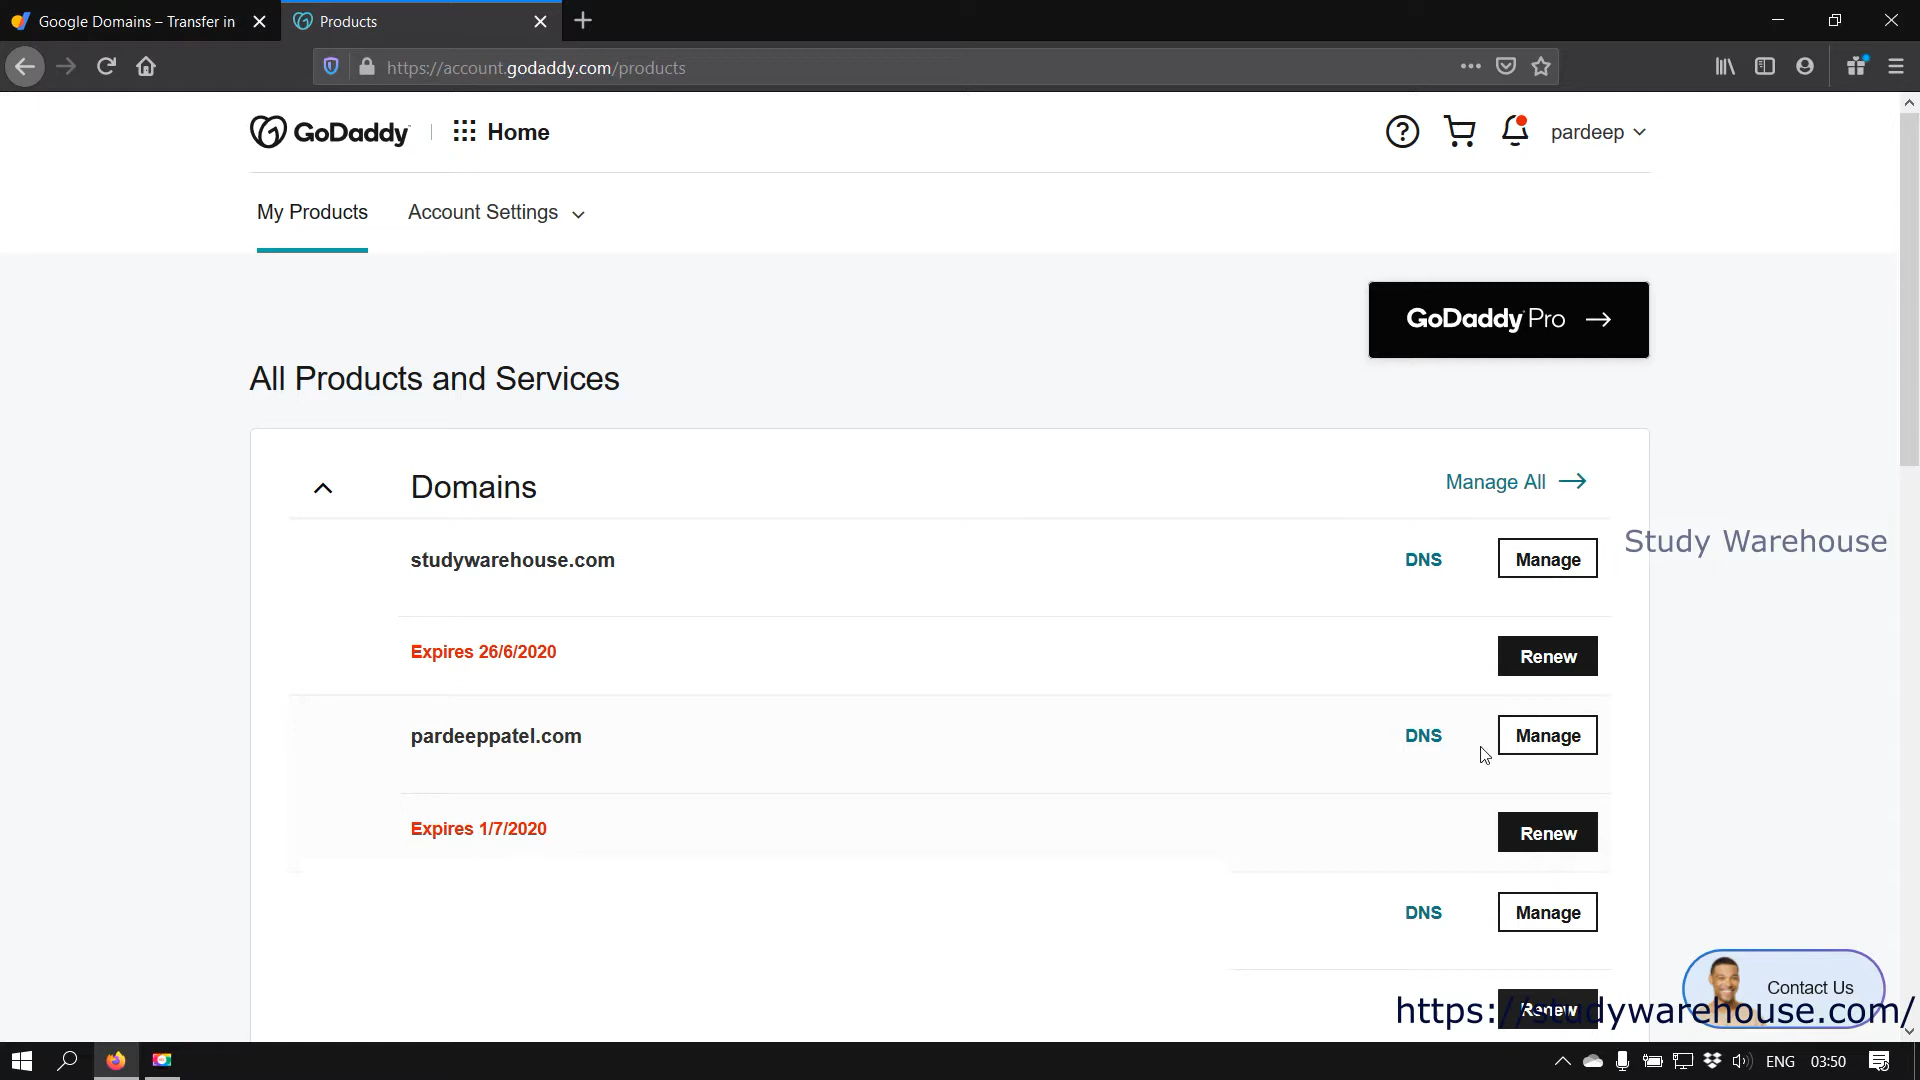 Google Domains – Transfer in
Products
https://account.godaddy.com/products
GoDaddy
Home
pardeep
My Products
Account Settings
GoDaddy Pro
All Products and Services
Domains
Manage All
studywarehouse.com
DNS
Manage
Study Warehouse
Expires 26/6/2020
Renew
pardeeppatel.com
DNS
Manage
Expires 1/7/2020
Renew
DNS
Manage
Contact Us
Renew
https://studywarehouse.com/
ENG
03:50